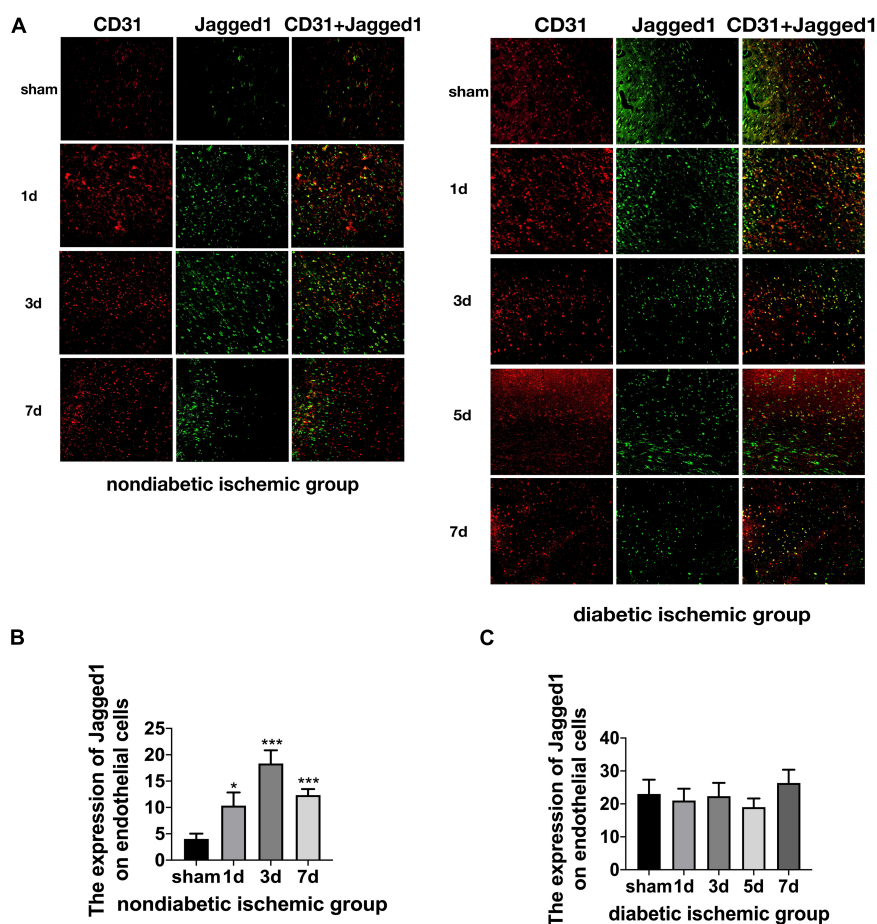 A
CD31 Jagged1 CD31+Jagged1
sham
1d
3d
7d
nondiabetic ischemic group
CD31 Jagged1 CD31+Jagged1
sham
1d
3d
5d
7d
diabetic ischemic group
B
The expression of Jagged1
on endothelial cells
25
20
15
10
5
0
*
***
***
sham 1d 3d 7d
nondiabetic ischemic group
C
The expression of Jagged1
on endothelial cells
40
30
20
10
0
sham 1d 3d 5d 7d
diabetic ischemic group